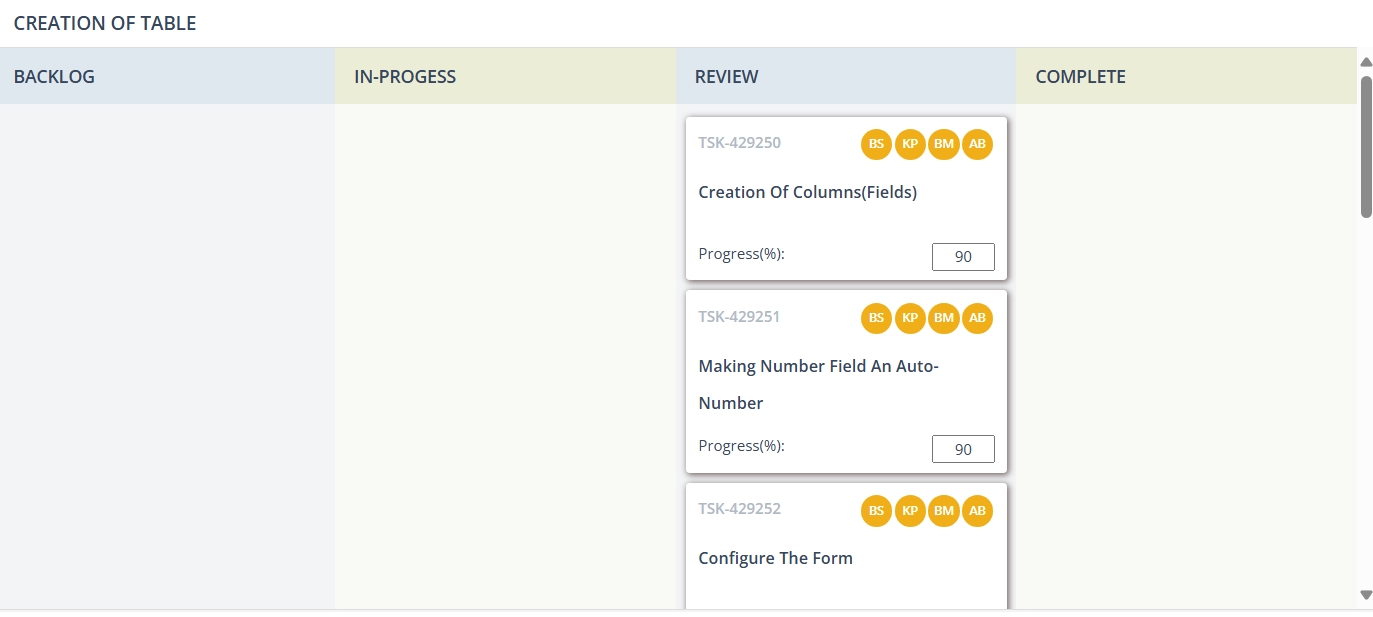 CREATION OF TABLE
BACKLOG
IN-PROGESS
REVIEW
COMPLETE
TSK-429250
BS KP BM AB
Creation Of Columns(Fields)
Progress(%):
90
TSK-429251
BS KP BM AB
Making Number Field An Auto-
Number
Progress(%):
90
TSK-429252
BS KP BM AB
Configure The Form